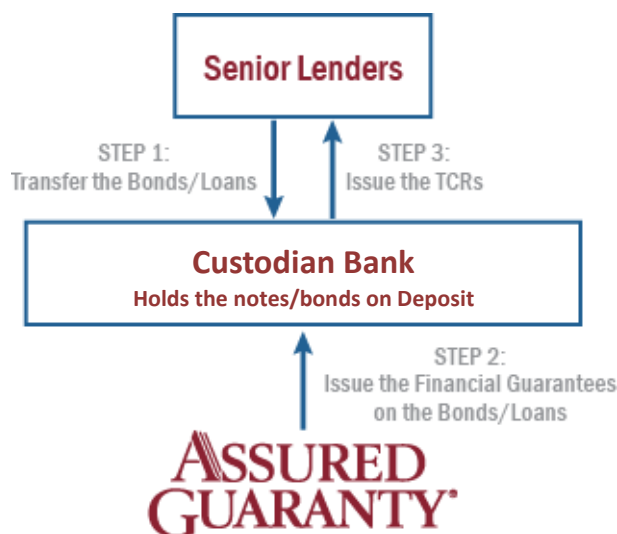 Senior Lenders
STEP 1:
Transfer the Bonds/Loans
STEP 3:
Issue the TCRs
Custodian Bank
Holds the notes/bonds on Deposit
STEP 2:
Issue the Financial Guarantees
on the Bonds/Loans
ASSURED
GUARANTY®